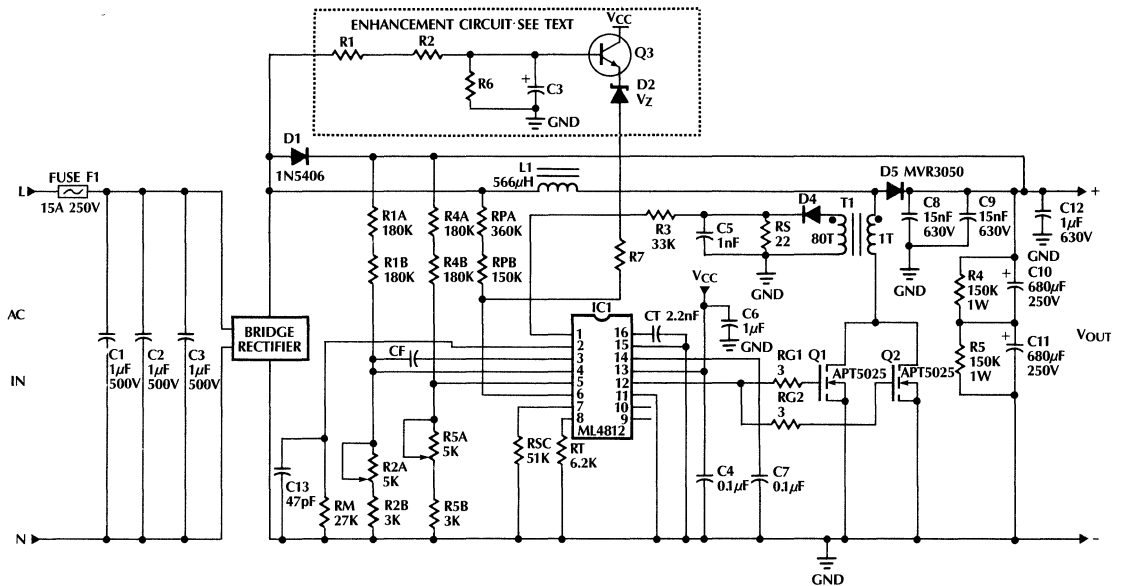 ENHANCEMENT CIRCUIT·SEE TEXT
VCC
R1
R2
Q3
R6
+
C3
D2
VZ
GND
D1
1N5406
L1
566µH
D5 MVR3050
L
FUSE F1
15A 250V
R1A
180K
R4A
180K
RPA
360K
R3
33K
C5
1nF
RS
22
D4
T1
80T
1T
C8
15nF
630V
C9
15nF
630V
+
C12
1µF
630V
GND
R1B
180K
R4B
180K
RPB
150K
R7
GND
GND
R4
150K
1W
+
C10
680µF
250V
VCC
C6
1µF
GND
AC
IN
C1
1µF
500V
C2
1µF
500V
C3
1µF
500V
BRIDGE
RECTIFIER
CF
IC1
1
2
3
4
5
6
7
8
16
15
14
13
12
11
10
9
ML4812
CT 2.2nF
RG1
3
RG2
3
Q1
APT5025
Q2
APT5025
R5
150K
1W
+
C11
680µF
250V
VOUT
C13
47pF
RM
27K
R2A
5K
R2B
3K
R5A
5K
R5B
3K
RSC
51K
RT
6.2K
C4
0.1µF
C7
0.1µF
N
-
GND